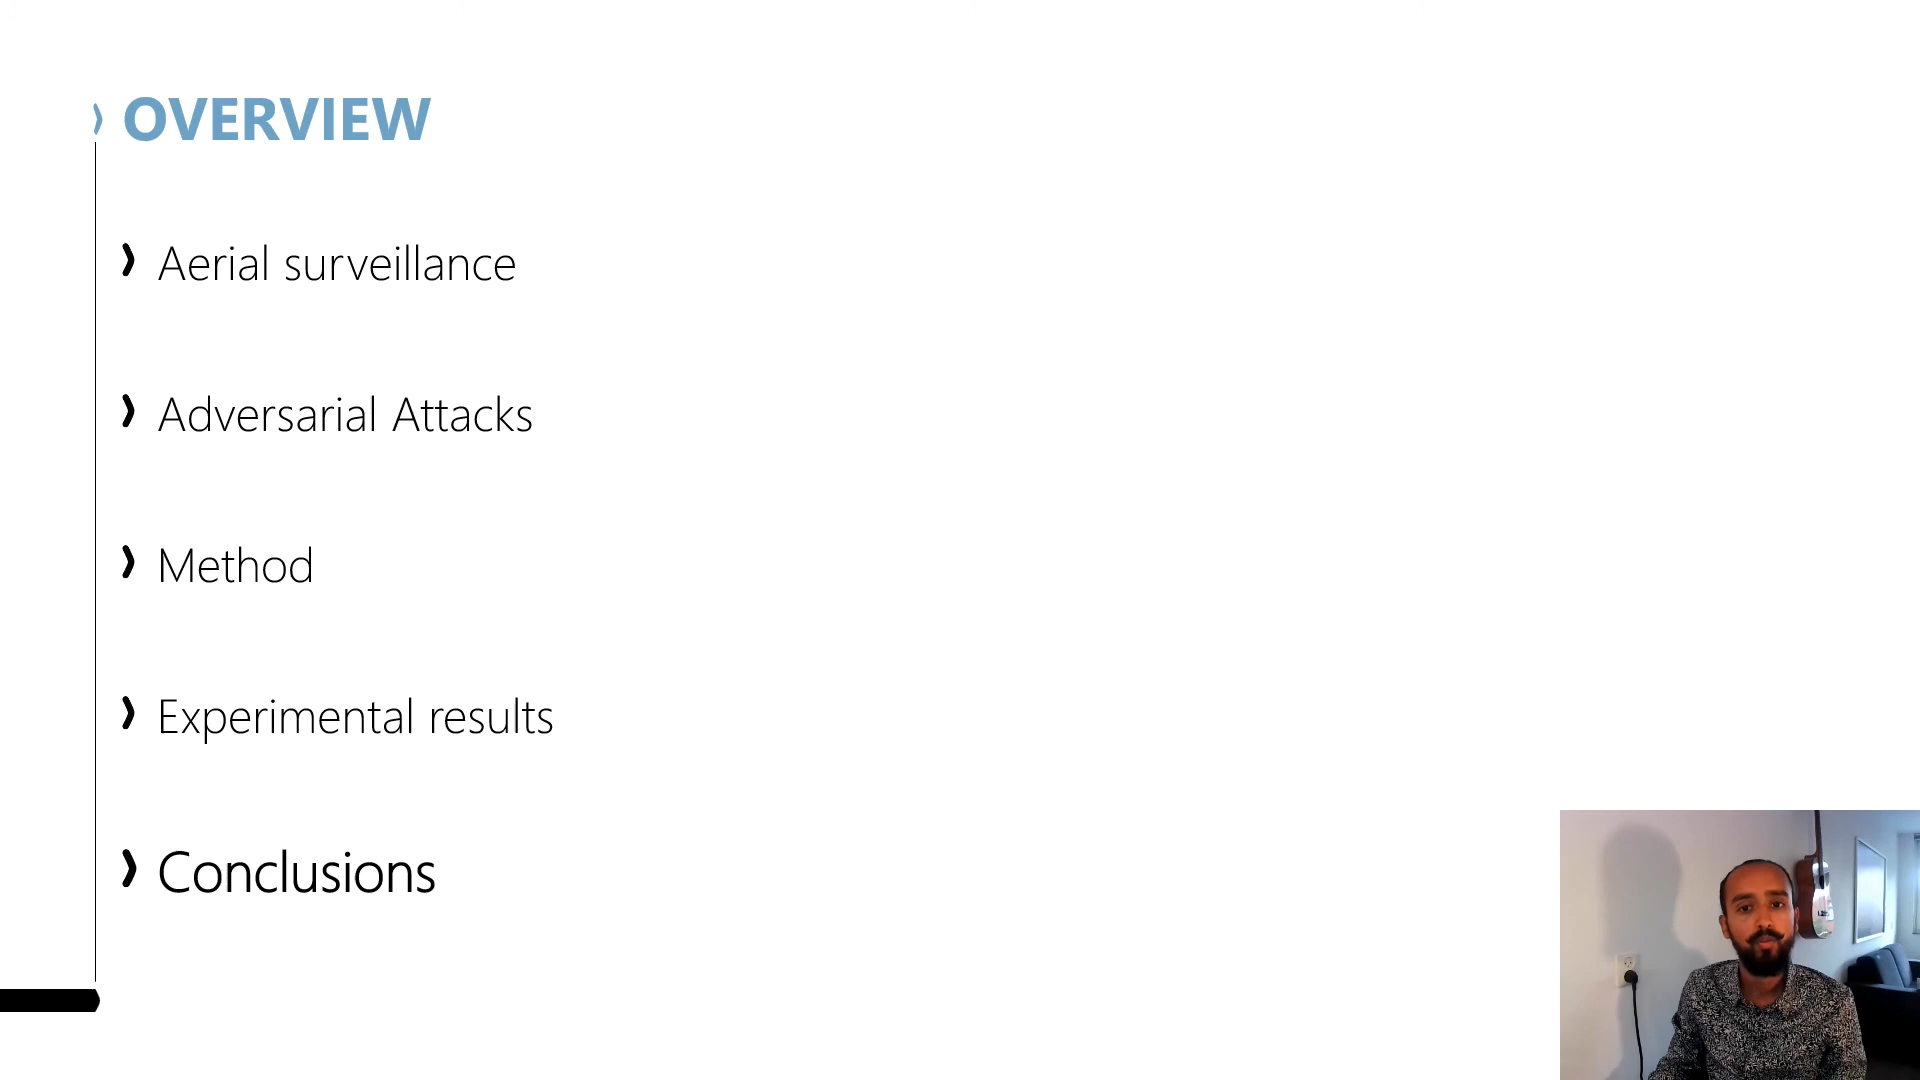 OVERVIEW
Aerial surveillance
Adversarial Attacks
Method
Experimental results
Conclusions